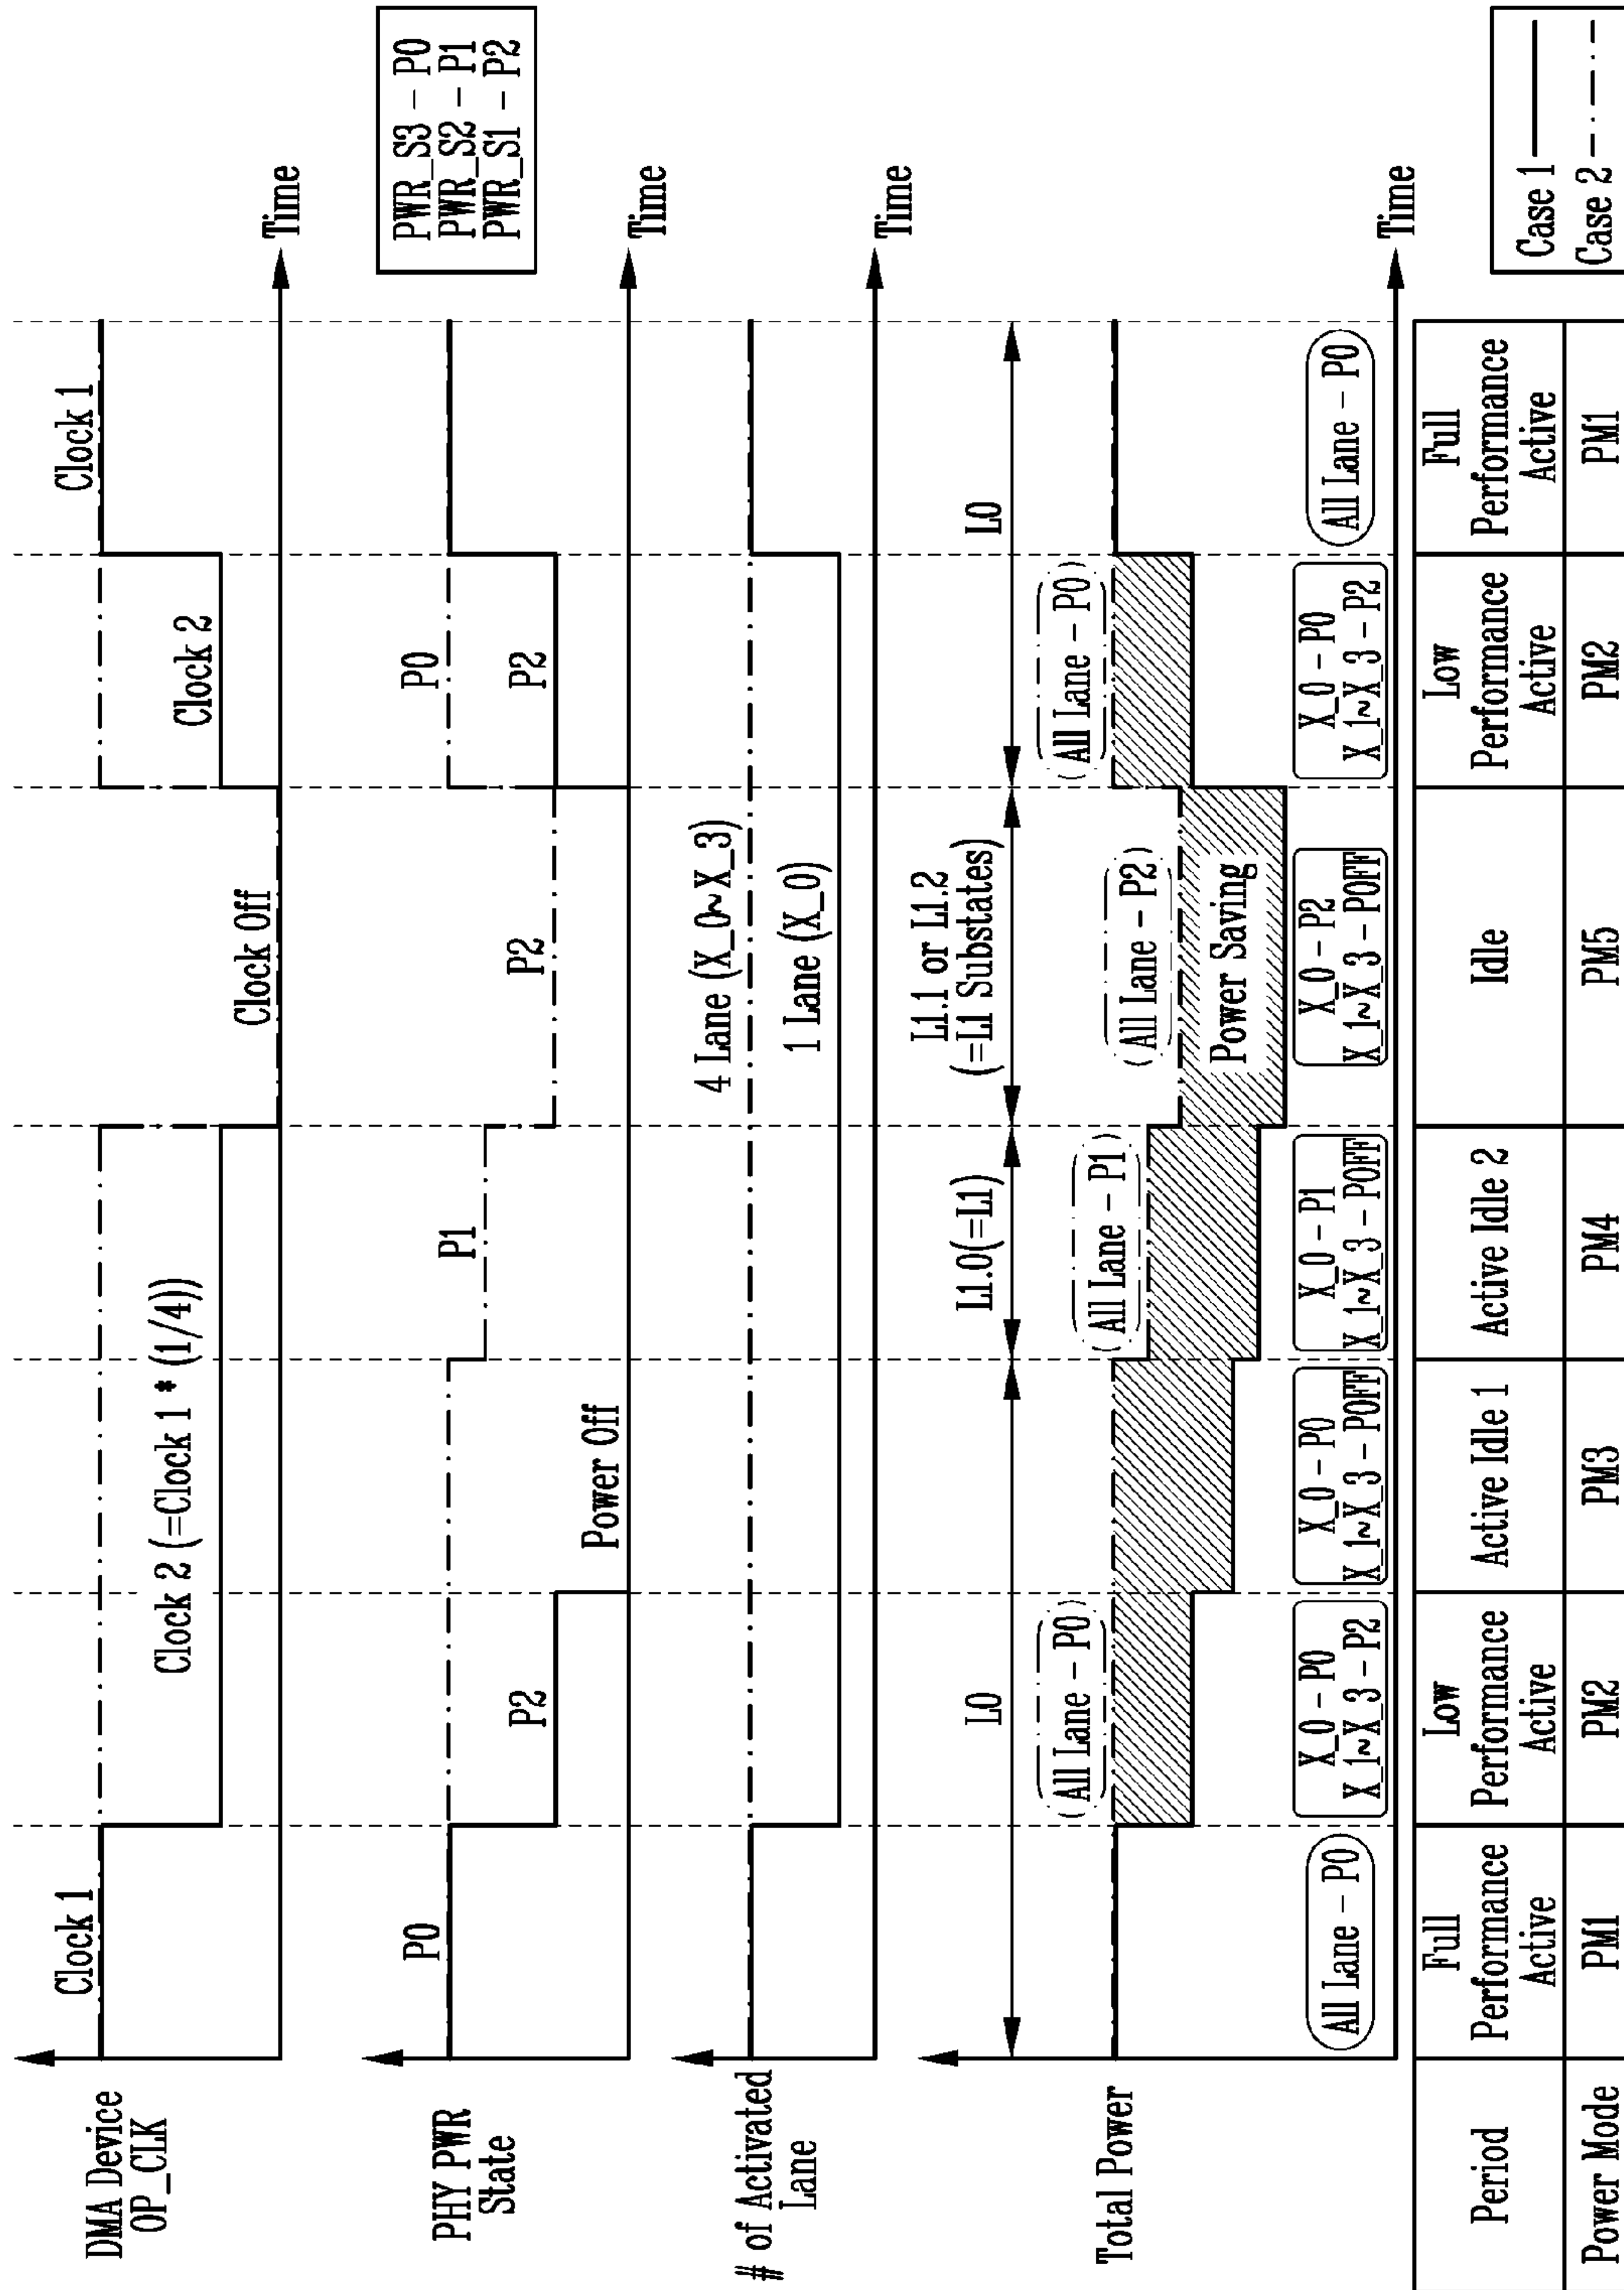 DMA Device
OP_CLK
Clock 1
Clock 2 (=Clock 1 * (1/4))
Clock Off
Clock 2
Clock 1
Time
PHY PWR
State
P0
P2
Power Off
P1
P2
P0
P2
Time
PWR_S3 - P0
PWR_S2 - P1
PWR_S1 - P2
# of Activated
Lane
4 Lane (X_0~X_3)
1 Lane (X_0)
Time
Total Power
L0
L1.0(=L1)
L1.1 or L1.2
(=L1 Substates)
L0
All Lane - P0
All Lane - P1
All Lane - P2
All Lane - P0
Power Saving
All Lane - P0
X_0 - P0
X_1~X_3 - P2
X_0 - P0
X_1~X_3 - POFF
X_0 - P1
X_1~X_3 - POFF
X_0 - P2
X_1~X_3 - POFF
X_0 - P0
X_1~X_3 - P2
All Lane - P0
Time
Period
Full
Performance
Active
Low
Performance
Active
Active Idle 1
Active Idle 2
Idle
Low
Performance
Active
Full
Performance
Active
Power Mode
PM1
PM2
PM3
PM4
PM5
PM2
PM1
Case 1
Case 2